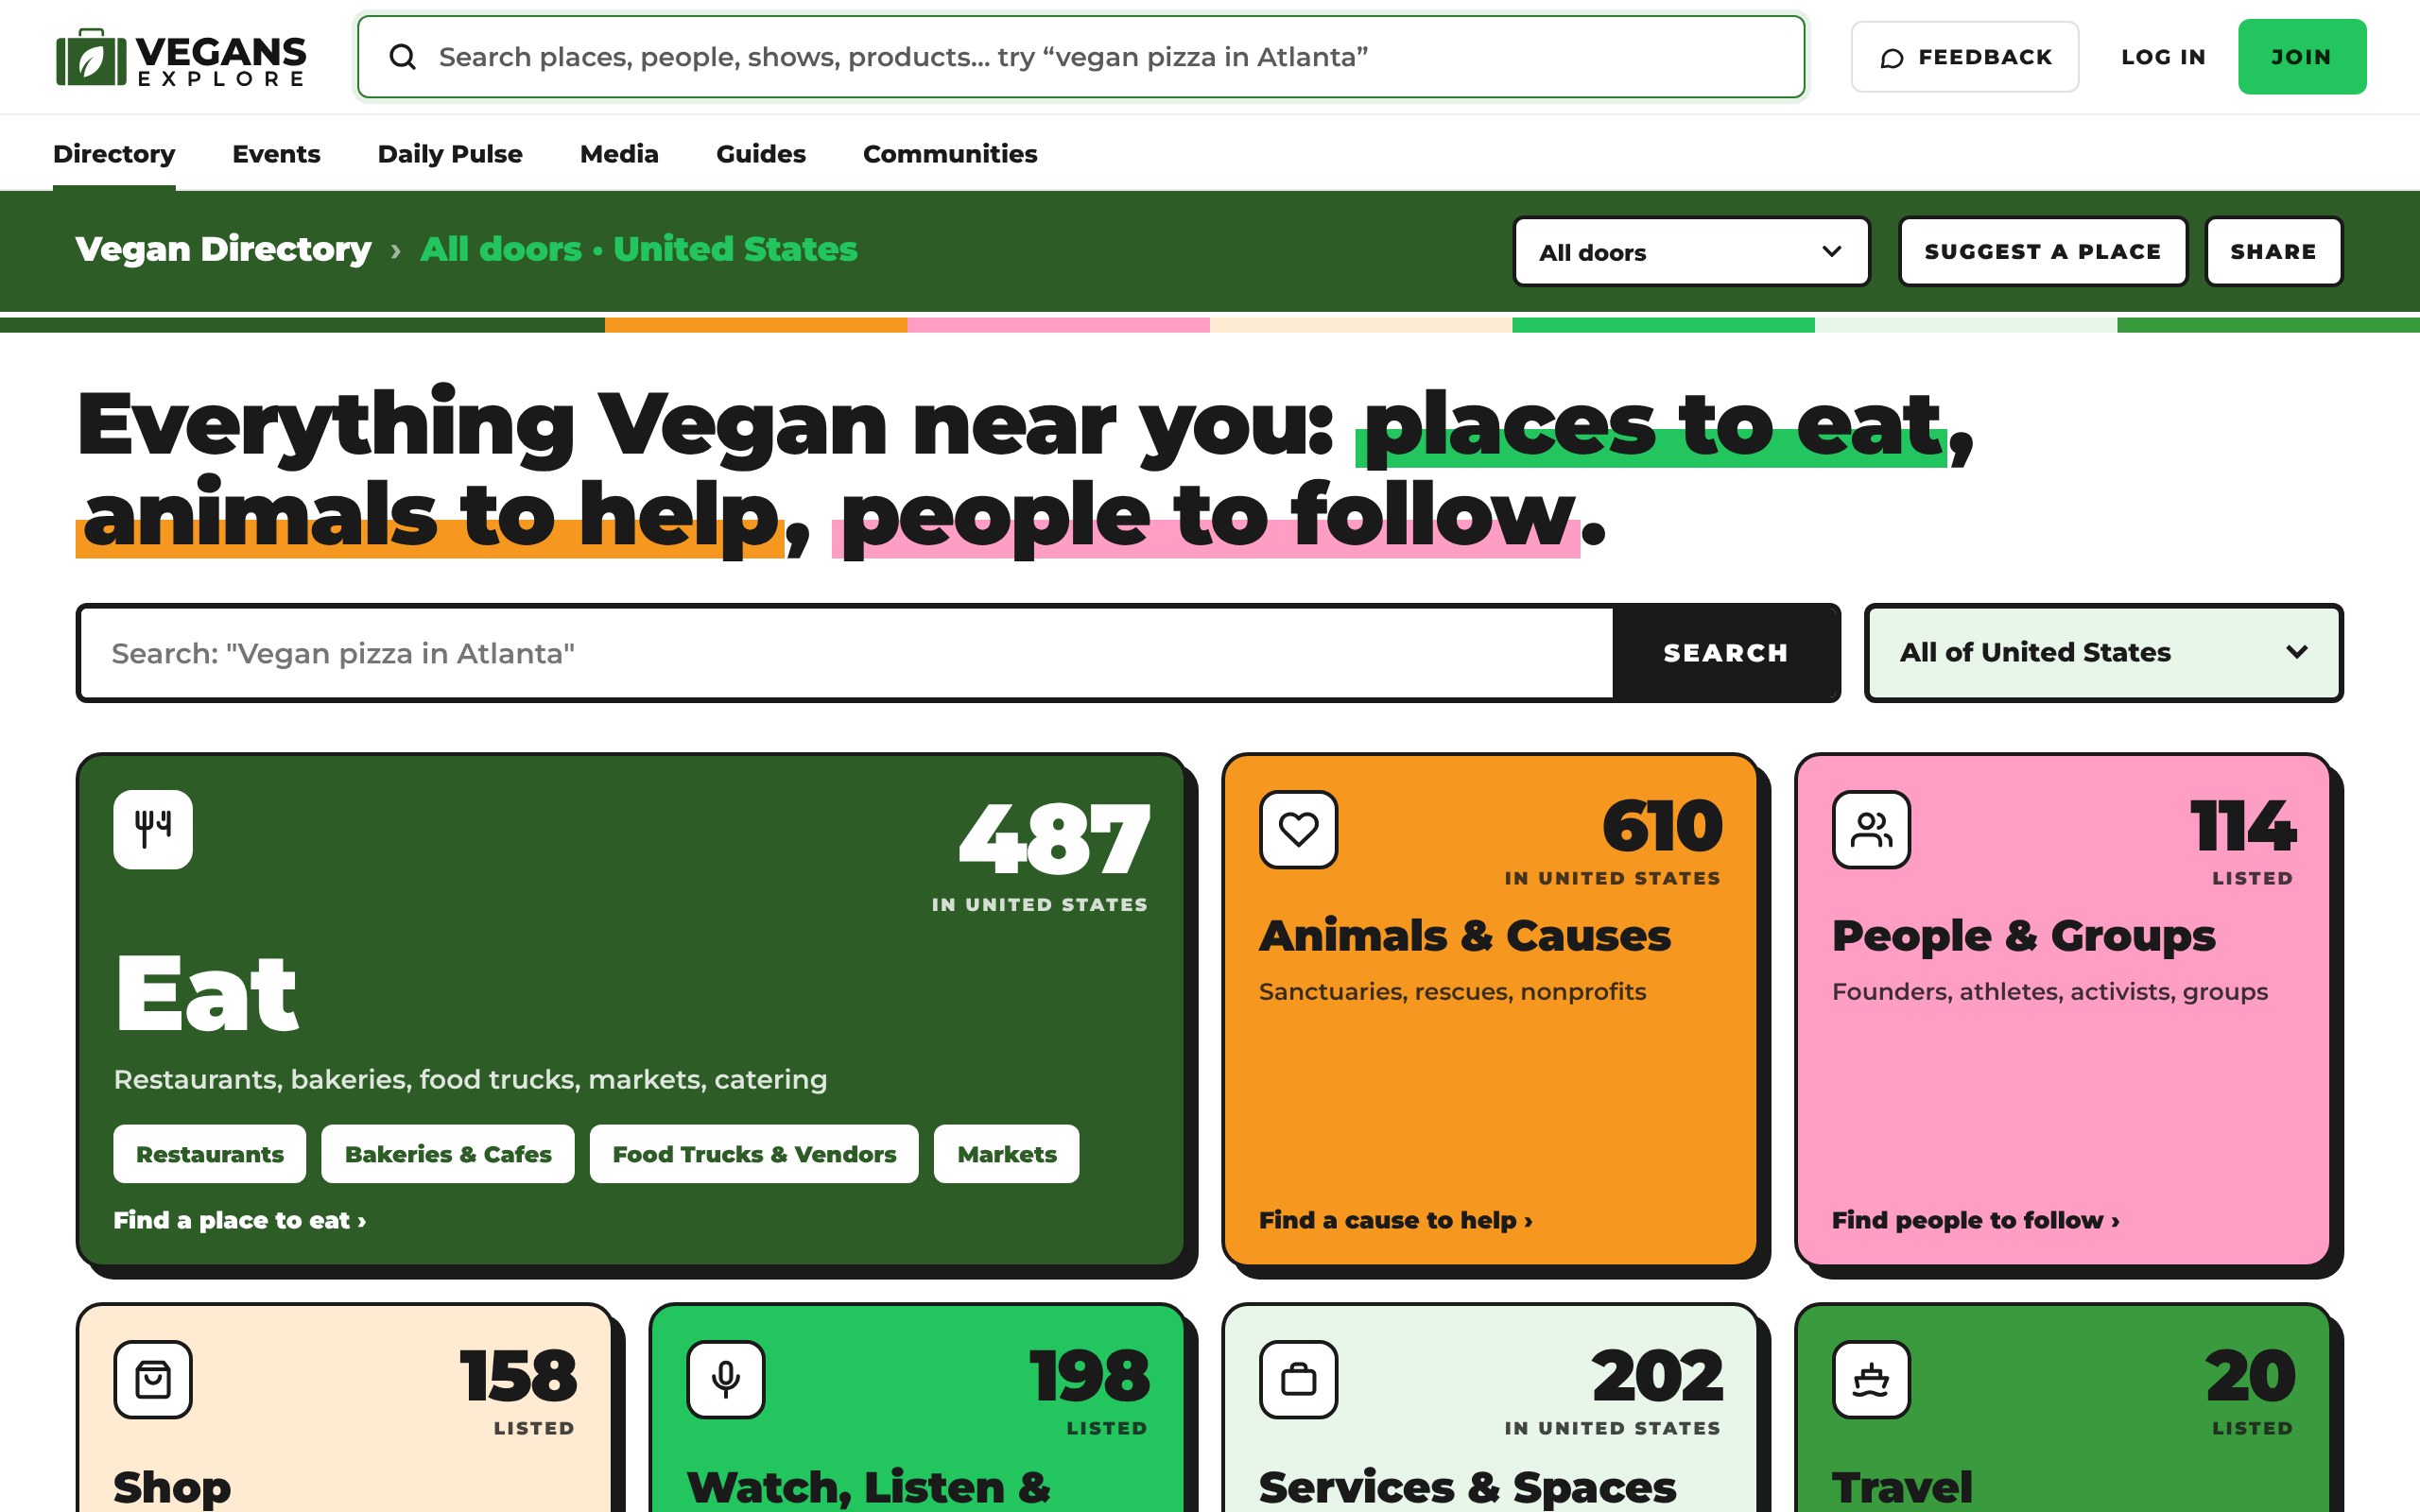 VEGANS
EXPLORE
Search places, people, shows, products... try “vegan pizza in Atlanta”
FEEDBACK
LOG IN
JOIN
Directory
Events
Daily Pulse
Media
Guides
Communities
Vegan Directory › All doors · United States
All doors
SUGGEST A PLACE
SHARE
Everything Vegan near you: places to eat,
animals to help, people to follow.
Search: "Vegan pizza in Atlanta"
SEARCH
All of United States
487
IN UNITED STATES
Eat
Restaurants, bakeries, food trucks, markets, catering
Restaurants
Bakeries & Cafes
Food Trucks & Vendors
Markets
Find a place to eat ›
610
IN UNITED STATES
Animals & Causes
Sanctuaries, rescues, nonprofits
Find a cause to help ›
114
LISTED
People & Groups
Founders, athletes, activists, groups
Find people to follow ›
158
LISTED
Shop
198
LISTED
Watch, Listen &
202
IN UNITED STATES
Services & Spaces
20
LISTED
Travel